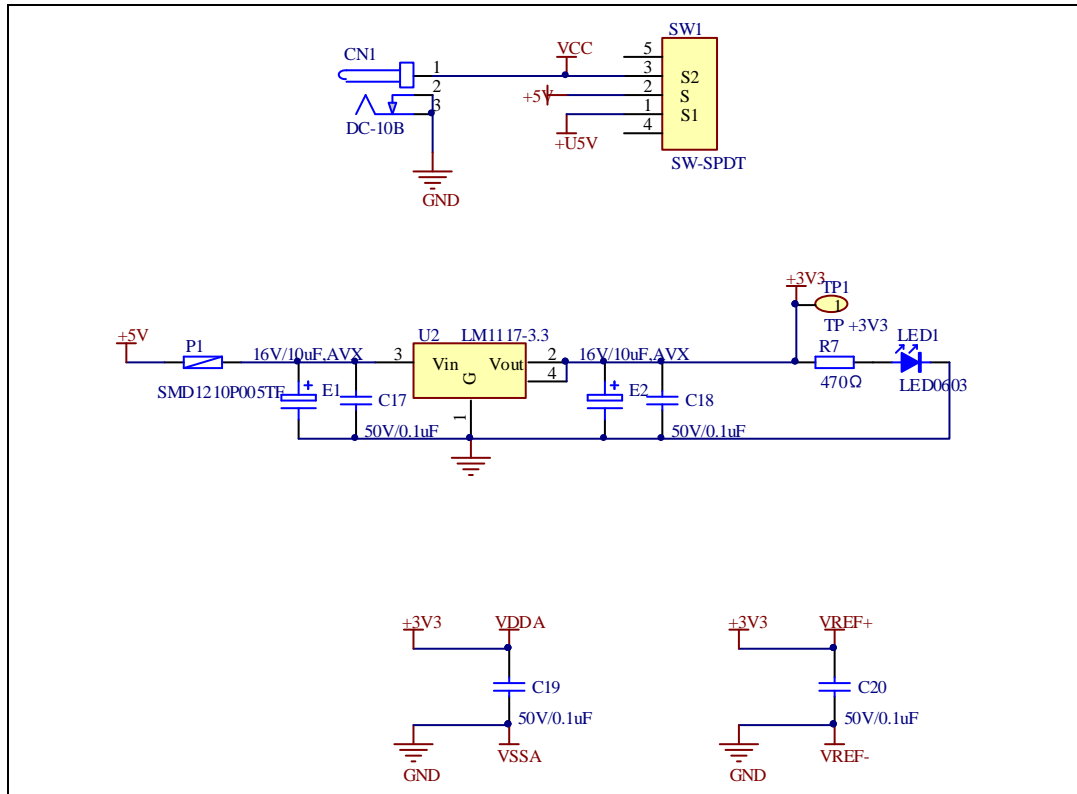 CN1
1
2
3
DC-10B
GND
VCC
+5V
+U5V
SW1
5
3
2
1
4
S2
S
S1
SW-SPDT
+5V
P1
SMD1210P005TF
16V/10uF,AVX
E1
C17
50V/0.1uF
U2
LM1117-3.3
3
Vin
Vout
G
1
2
4
16V/10uF,AVX
E2
C18
50V/0.1uF
+3V3
TP1
1
TP +3V3
R7
470Ω
LED1
LED0603
+3V3
VDDA
C19
50V/0.1uF
GND
VSSA
+3V3
VREF+
C20
50V/0.1uF
GND
VREF-